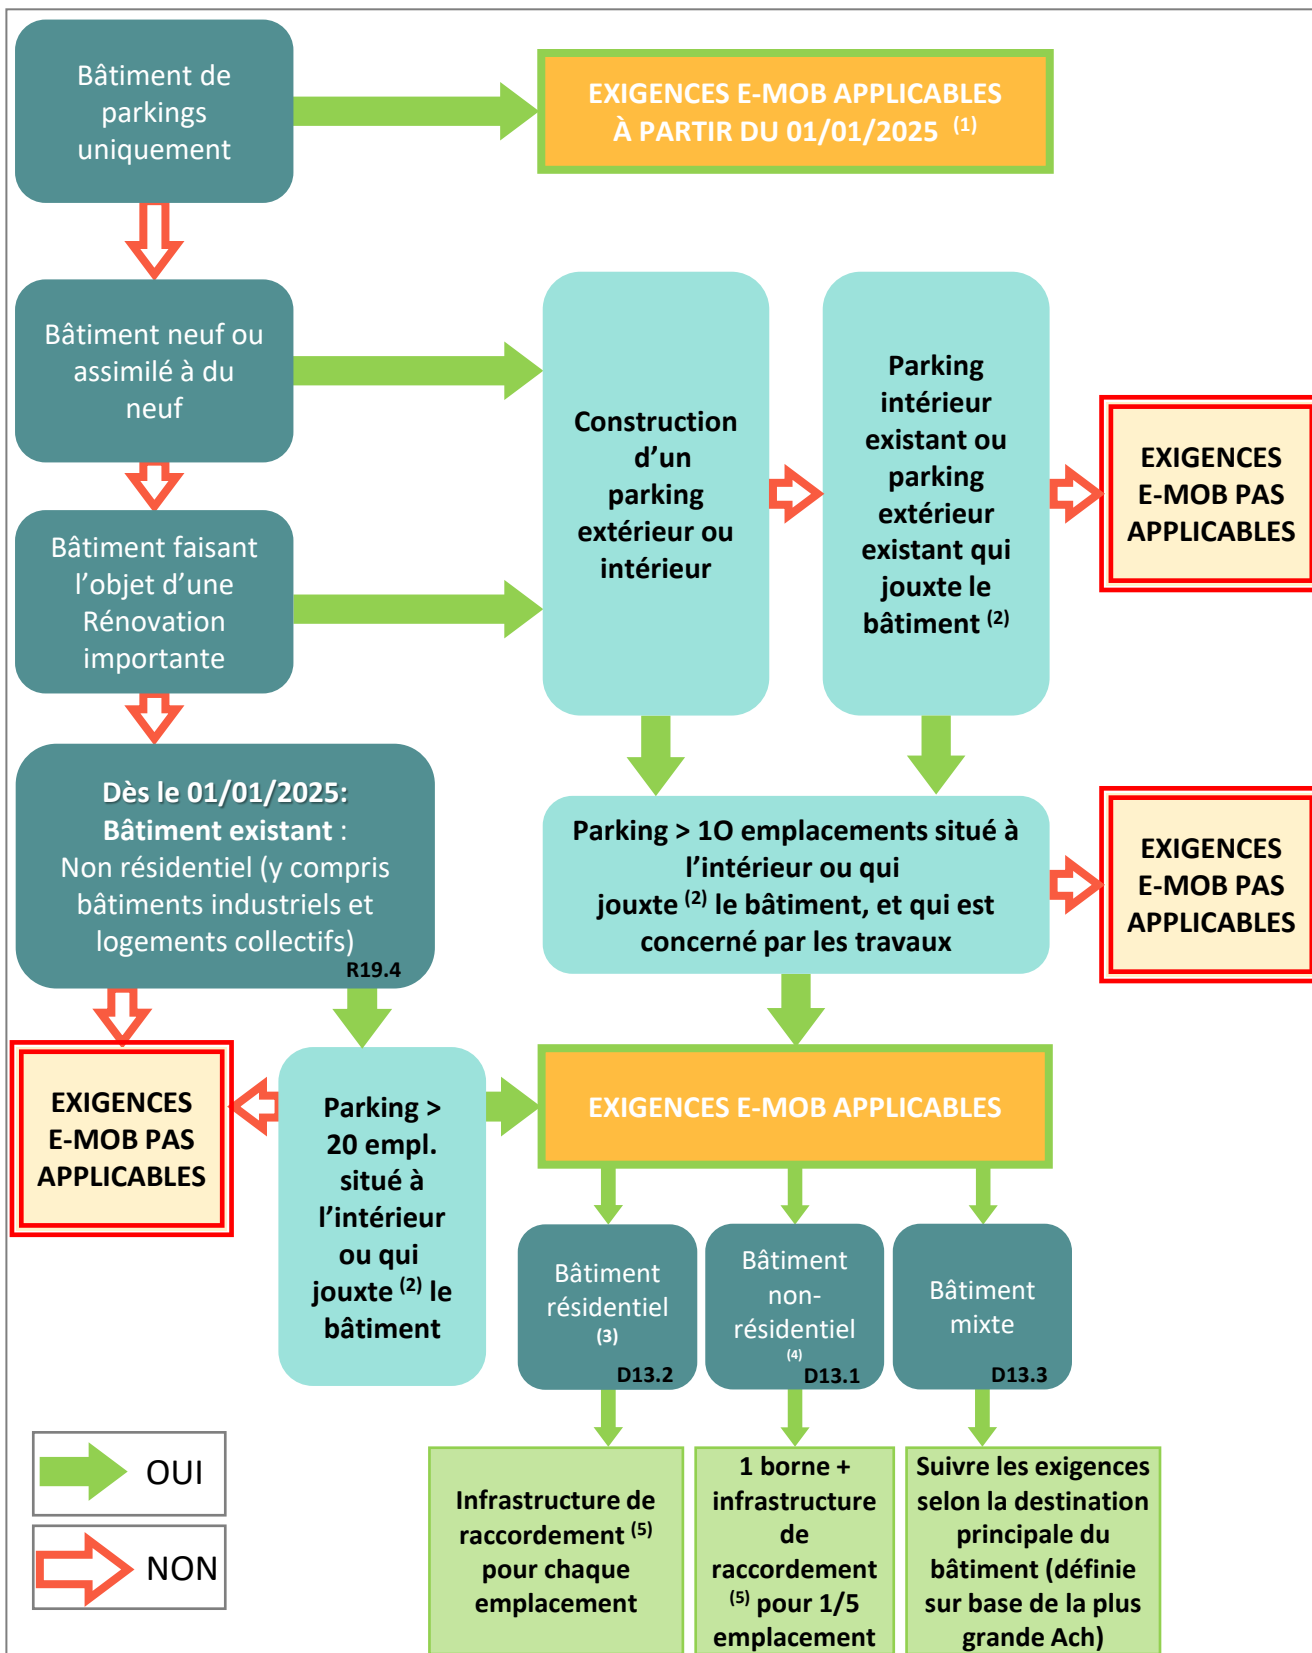 Bâtiment de
parkings
uniquement
EXIGENCES E-MOB APPLICABLES
À PARTIR DU 01/01/2025 (1)
Bâtiment neuf ou
assimilé à du
neuf
Construction
d’un
parking
extérieur ou
intérieur
Parking
intérieur
existant ou
parking
extérieur
existant qui
jouxte le
bâtiment (2)
EXIGENCES
E-MOB PAS
APPLICABLES
Bâtiment faisant
l’objet d’une
Rénovation
importante
Dès le 01/01/2025:
Bâtiment existant :
Non résidentiel (y compris
bâtiments industriels et
logements collectifs)
R19.4
Parking > 1O emplacements situé à
l’intérieur ou qui
jouxte (2) le bâtiment, et qui est
concerné par les travaux
EXIGENCES
E-MOB PAS
APPLICABLES
EXIGENCES
E-MOB PAS
APPLICABLES
Parking >
20 empl.
situé à
l’intérieur
ou qui
jouxte (2) le
bâtiment
EXIGENCES E-MOB APPLICABLES
Bâtiment
résidentiel
(3)
D13.2
Bâtiment
non-
résidentiel
(4)
D13.1
Bâtiment
mixte
D13.3
Infrastructure de
raccordement (5)
pour chaque
emplacement
1 borne +
infrastructure
de
raccordement
(5) pour 1/5
emplacement
Suivre les exigences
selon la destination
principale du
bâtiment (définie
sur base de la plus
grande Ach)
OUI
NON